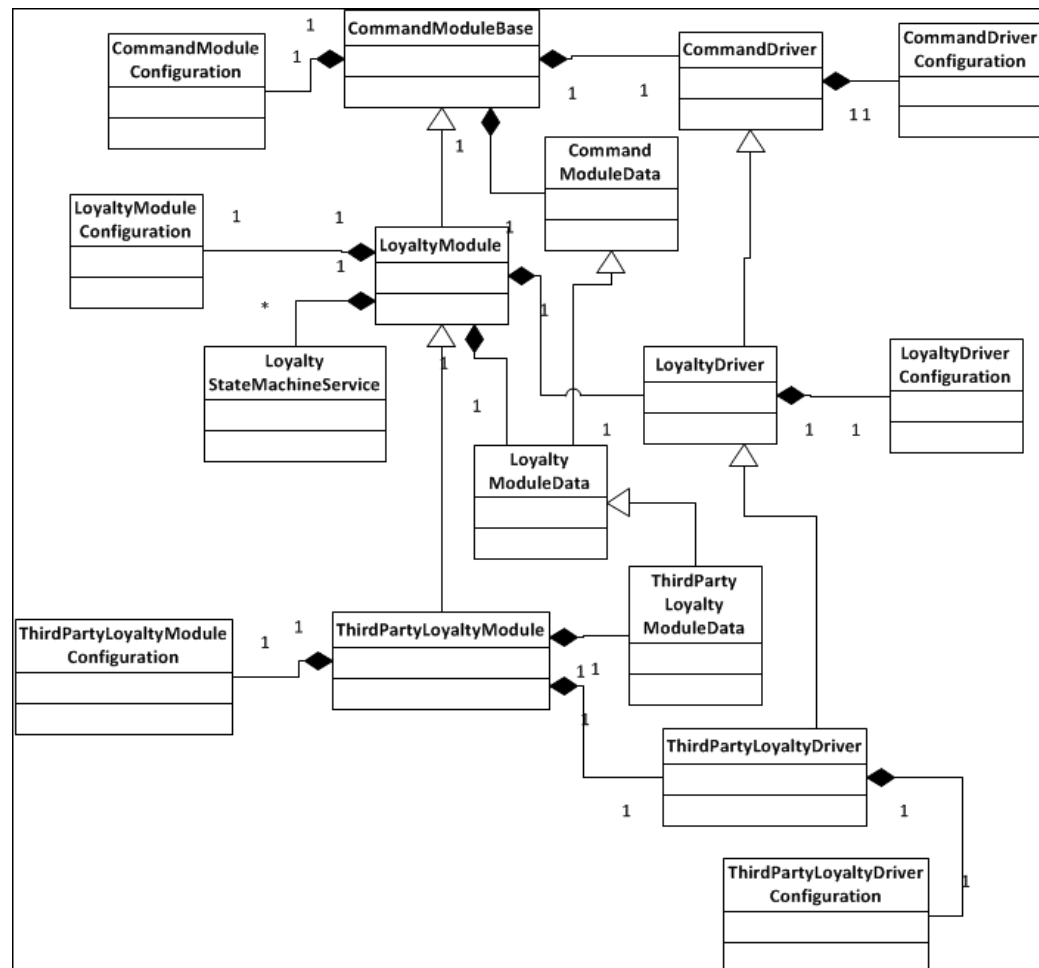 1
CommandModuleBase
CommandModule
Configuration
1
CommandDriver
CommandDriver
Configuration
1
1
1 1
1
Command
ModuleData
LoyaltyModule
Configuration
1
1
1
LoyaltyModule
1
*
1
Loyalty
StateMachineService
1
LoyaltyDriver
LoyaltyDriver
Configuration
1
1
1
1
Loyalty
ModuleData
ThirdParty
Loyalty
ModuleData
ThirdPartyLoyaltyModule
Configuration
1
1
ThirdPartyLoyaltyModule
1
1
1
ThirdPartyLoyaltyDriver
1
1
ThirdPartyLoyaltyDriver
Configuration
1